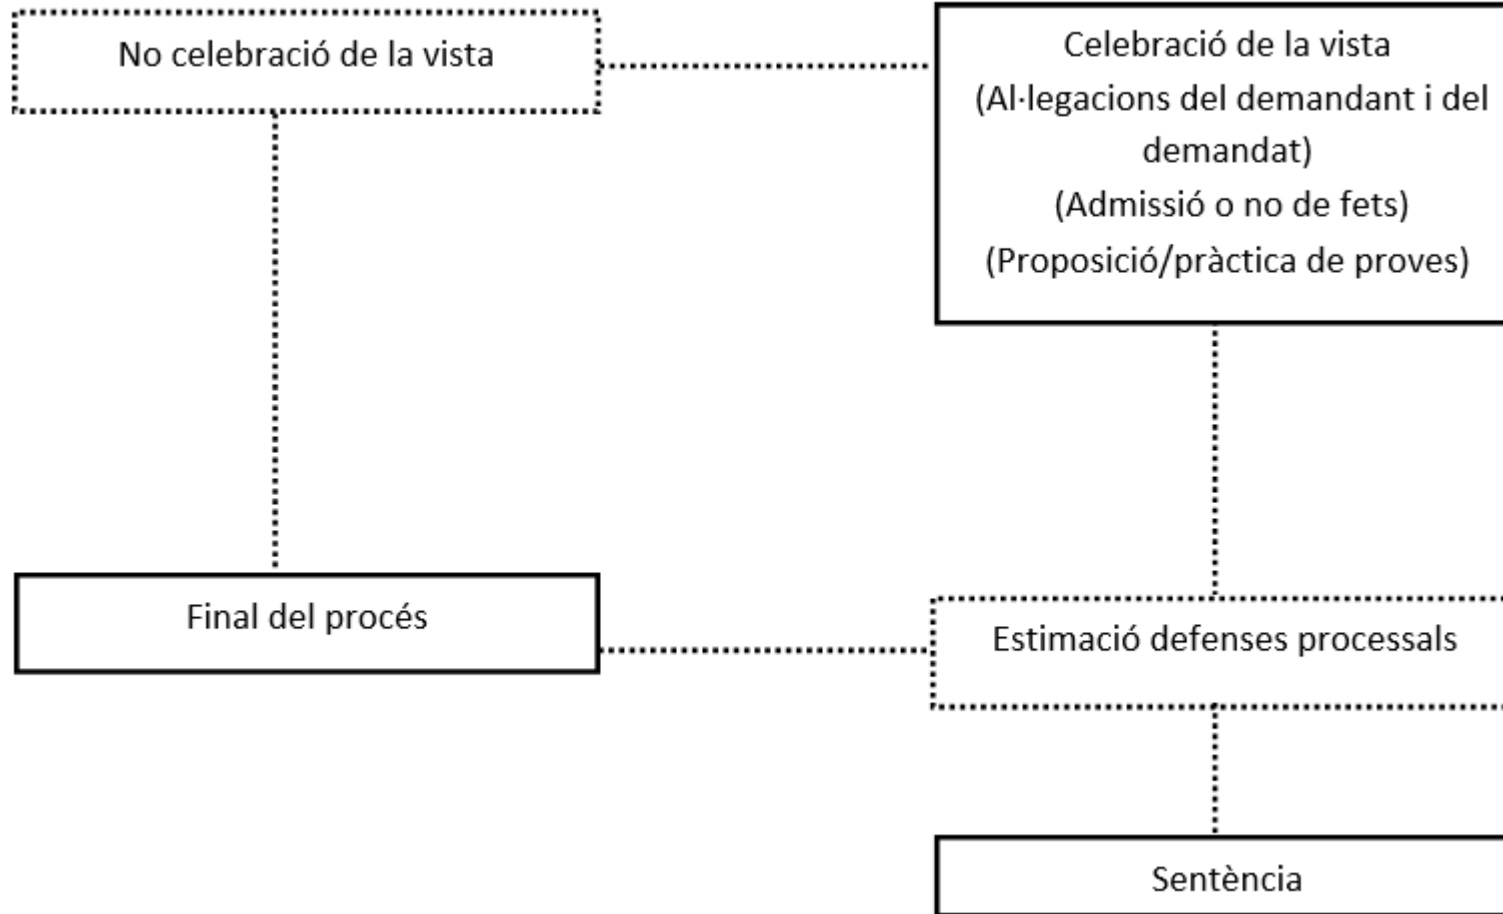 No celebració de la vista
Celebració de la vista
(Al·legacions del demandant i del
demandat)
(Admissió o no de fets)
(Proposició/pràctica de proves)
Final del procés
Estimació defenses processals
Sentència